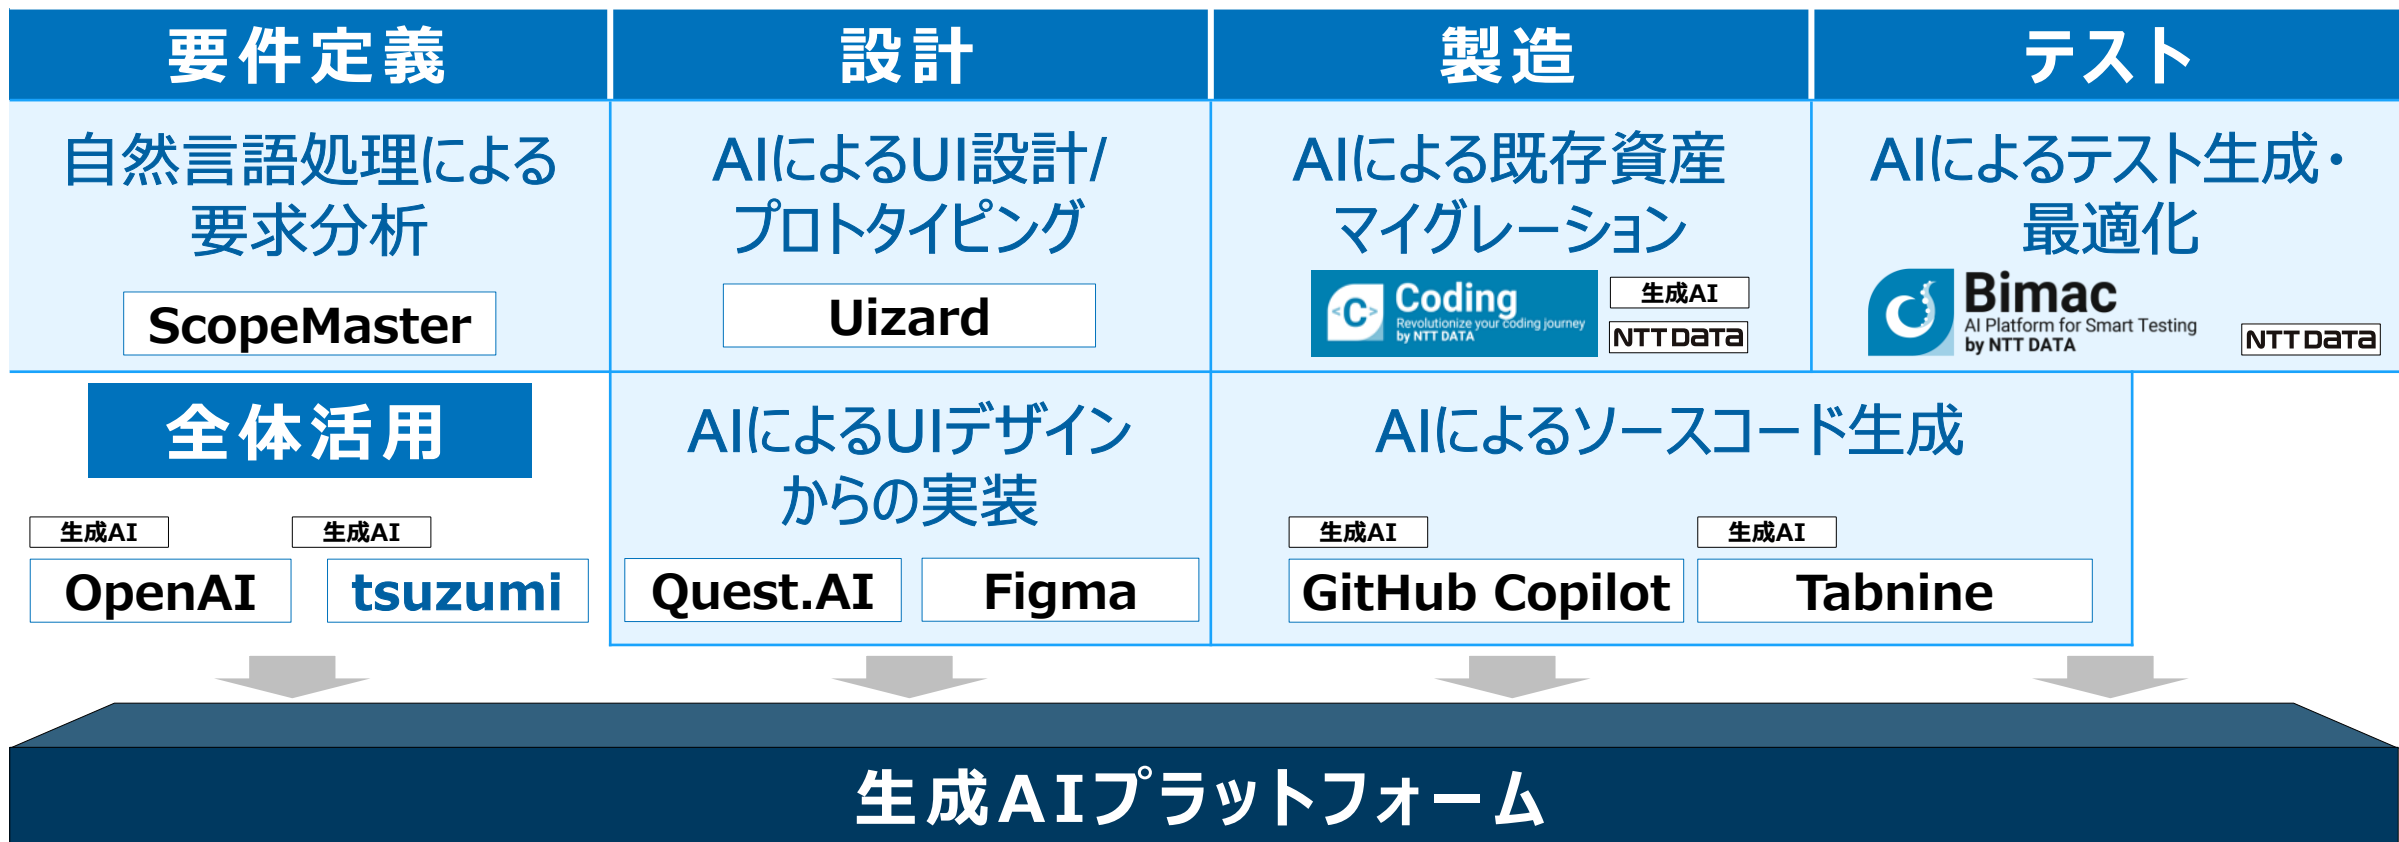 要件定義
設計
製造
テスト
自然言語処理による
要求分析
ScopeMaster
AIによるUI設計/
プロトタイピング
Uizard
AIによる既存資産
マイグレーション
<C>
Coding
Revolutionize your coding journey
by NTT DATA
生成AI
NTT DATA
AIによるテスト生成・
最適化
Bimac
AI Platform for Smart Testing
by NTT DATA
NTT DATA
全体活用
生成AI
OpenAI
生成AI
tsuzumi
AIによるUIデザイン
からの実装
Quest.AI
Figma
AIによるソースコード生成
生成AI
GitHub Copilot
生成AI
Tabnine
生成AIプラットフォーム